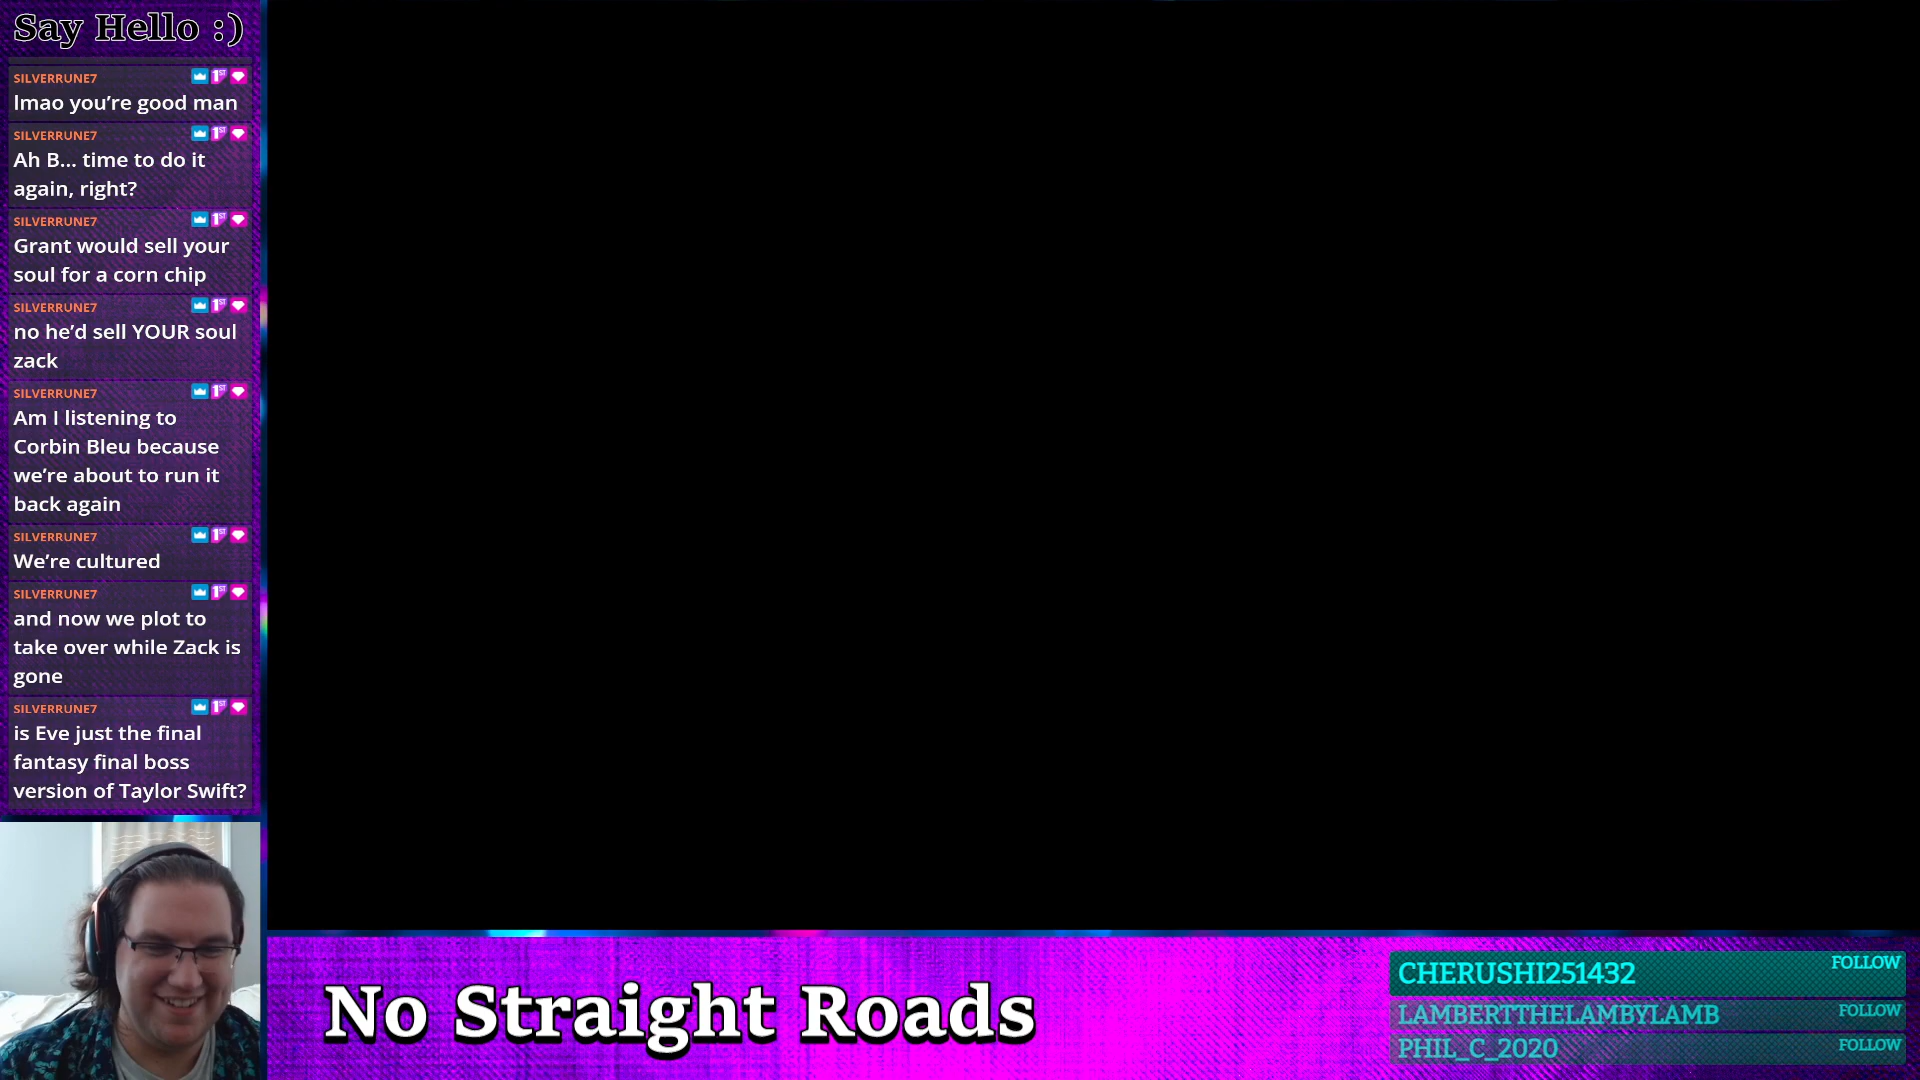 Say Hello :)
SILVERRUNE7
lmao you’re good man
SILVERRUNE7
Ah B... time to do it
again, right?
SILVERRUNE7
Grant would sell your
soul for a corn chip
SILVERRUNE7
no he’d sell YOUR soul
zack
SILVERRUNE7
Am I listening to
Corbin Bleu because
we’re about to run it
back again
SILVERRUNE7
We’re cultured
SILVERRUNE7
and now we plot to
take over while Zack is
gone
SILVERRUNE7
is Eve just the final
fantasy final boss
version of Taylor Swift?
No Straight Roads
CHERUSHI251432 FOLLOW
LAMBERTTHELAMBYLAMB FOLLOW
PHIL_C_2020 FOLLOW